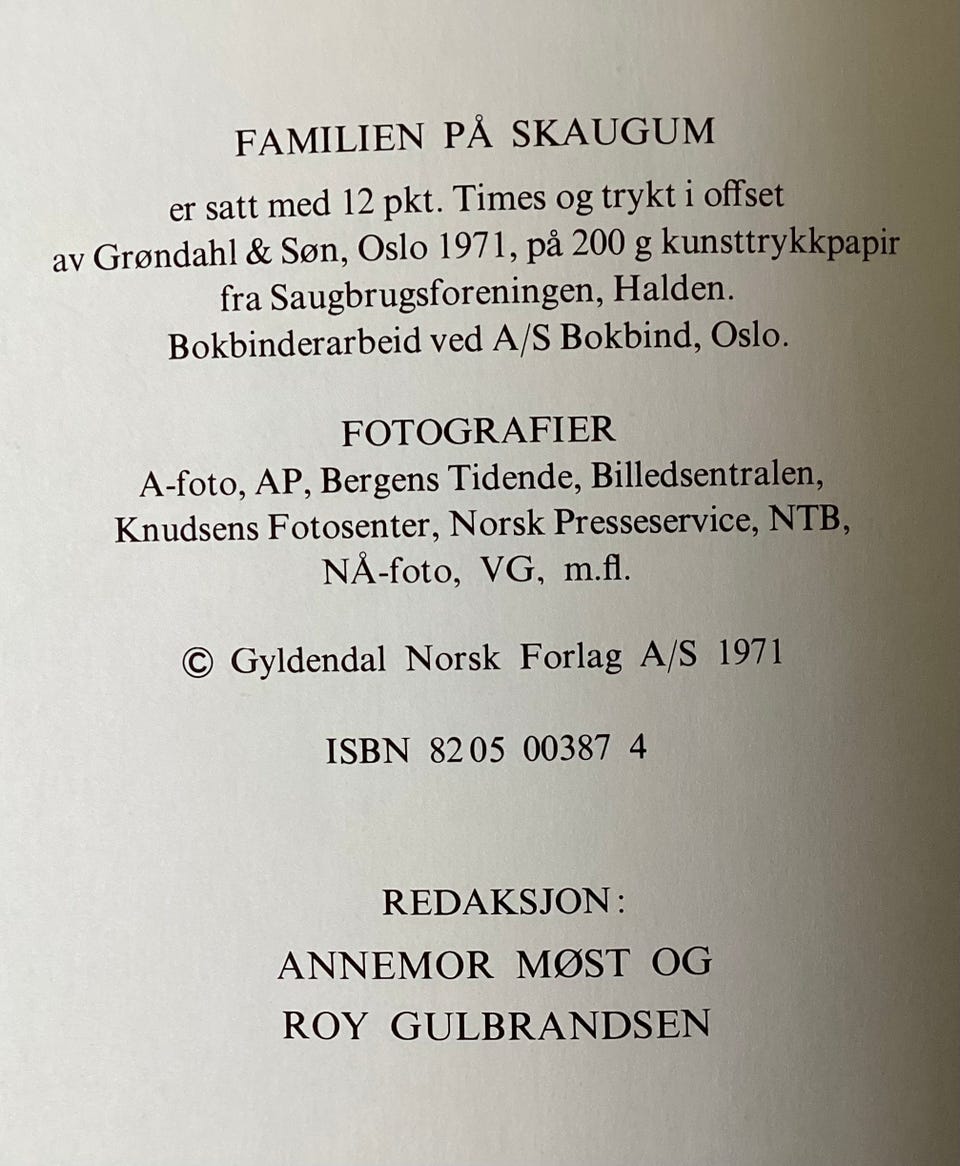 FAMILIEN PÅ SKAUGUM
er satt med 12 pkt. Times og trykt i offset
av Grøndahl & Søn, Oslo 1971, på 200 g kunsttrykkpapir
fra Saugbrugsforeningen, Halden.
Bokbinderarbeid ved A/S Bokbind, Oslo.
FOTOGRAFIER
A-foto, AP, Bergens Tidende, Billedsentralen,
Knudsens Fotosenter, Norsk Presseservice, NTB,
NÅ-foto, VG, m.fl.
© Gyldendal Norsk Forlag A/S 1971
ISBN 82 05 00387 4
REDAKSJON:
ANNEMOR MØST OG
ROY GULBRANDSEN